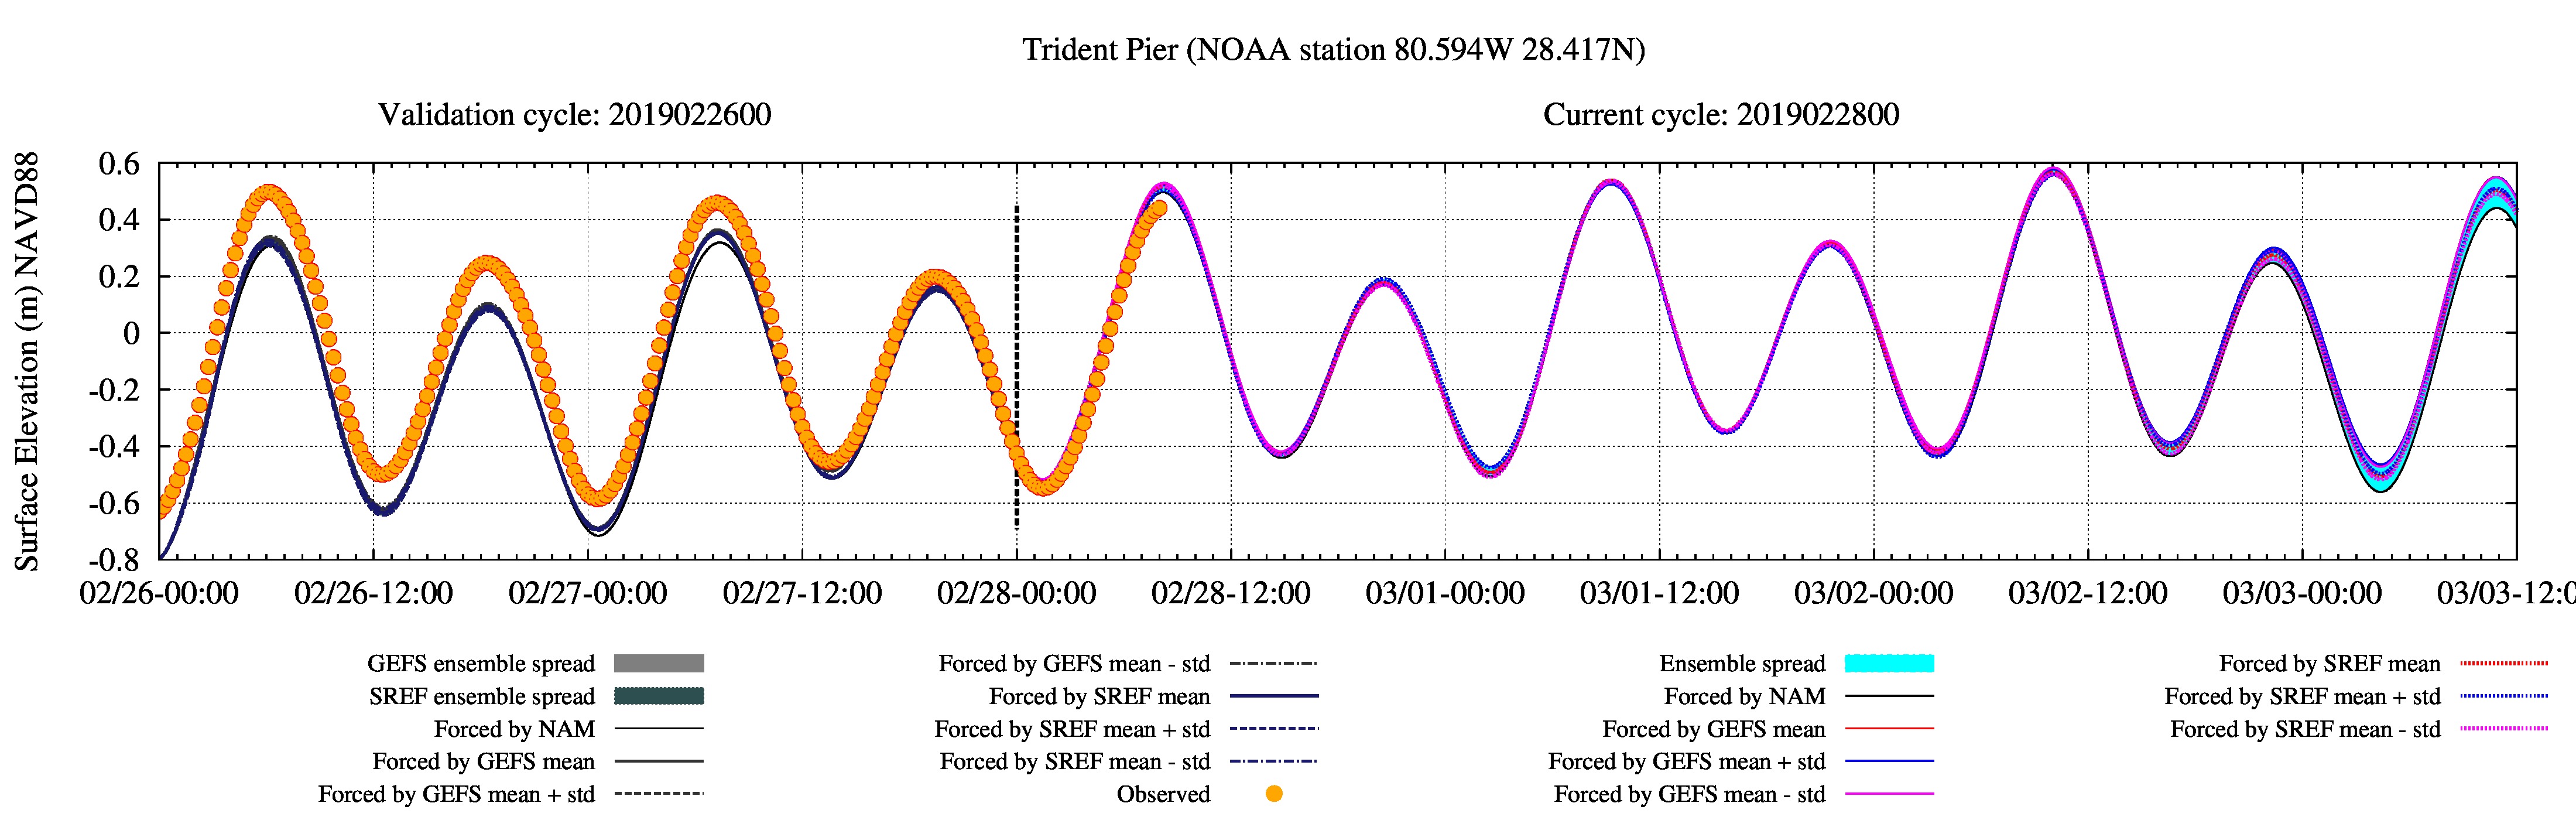 Trident Pier (NOAA station 80.594W 28.417N)
Validation cycle: 2019022600
Current cycle: 2019022800
Surface Elevation (m) NAVD88
0.6
0.4
0.2
0
-0.2
-0.4
-0.6
-0.8
02/26-00:00 02/26-12:00 02/27-00:00 02/27-12:00 02/28-00:00 02/28-12:00 03/01-00:00 03/01-12:00 03/02-00:00 03/02-12:00 03/03-00:00 03/03-12:0
GEFS ensemble spread
SREF ensemble spread
Forced by NAM
Forced by GEFS mean
Forced by GEFS mean + std
Forced by GEFS mean - std
Forced by SREF mean
Forced by SREF mean + std
Forced by SREF mean - std
Observed
Ensemble spread
Forced by NAM
Forced by GEFS mean
Forced by GEFS mean + std
Forced by GEFS mean - std
Forced by SREF mean
Forced by SREF mean + std
Forced by SREF mean - std